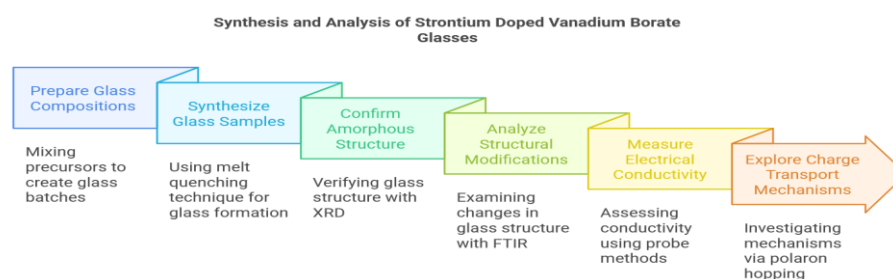 Synthesis and Analysis of Strontium Doped Vanadium Borate
Glasses
Prepare Glass
Compositions
Mixing
precursors to
create glass
batches
Synthesize
Glass Samples
Using melt
quenching
technique for
glass formation
Confirm
Amorphous
Structure
Verifying glass
structure with
XRD
Analyze
Structural
Modifications
Examining
changes in
glass structure
with FTIR
Measure
Electrical
Conductivity
Assessing
conductivity
using probe
methods
Explore Charge
Transport
Mechanisms
Investigating
mechanisms
via polaron
hopping